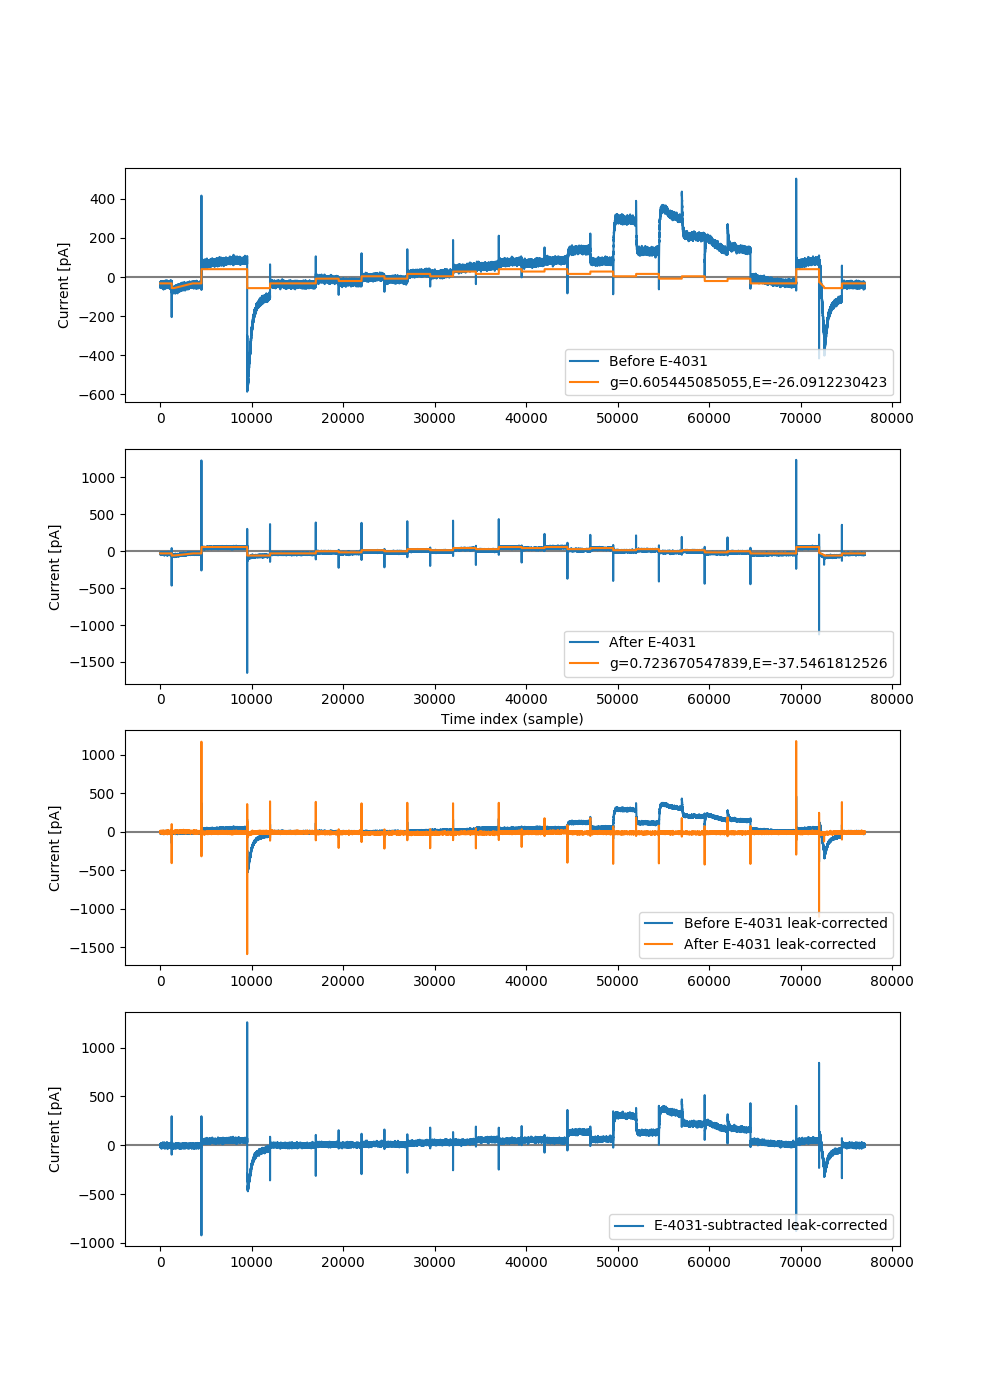 400
200
0
−200
−400
−600
Current [pA]
Before E-4031
g=0.605445085055,E=-26.0912230423
0 10000 20000 30000 40000 50000 60000 70000 80000
1000
500
0
−500
−1000
−1500
Current [pA]
After E-4031
g=0.723670547839,E=-37.5461812526
0 10000 20000 30000 40000 50000 60000 70000 80000
Time index (sample)
1000
500
0
−500
−1000
−1500
Current [pA]
Before E-4031 leak-corrected
After E-4031 leak-corrected
0 10000 20000 30000 40000 50000 60000 70000 80000
1000
500
0
−500
−1000
Current [pA]
E-4031-subtracted leak-corrected
0 10000 20000 30000 40000 50000 60000 70000 80000